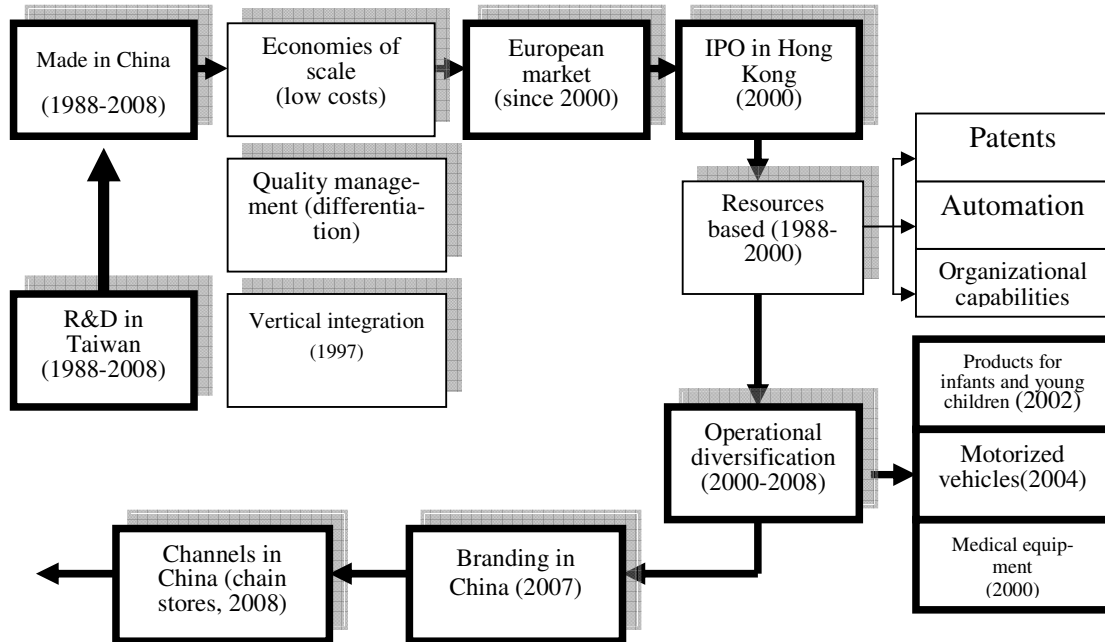 Made in China
(1988-2008)
Economies of
scale
(low costs)
European
market
(since 2000)
IPO in Hong
Kong
(2000)
Patents
Automation
Organizational
capabilities
Quality manage-
ment (differentia-
tion)
Resources
based (1988-
2000)
R&D in
Taiwan
(1988-2008)
Vertical integration
(1997)
Products for
infants and young
children (2002)
Operational
diversification
(2000-2008)
Motorized
vehicles(2004)
Medical equip-
ment
(2000)
Channels in
China (chain
stores, 2008)
Branding in
China (2007)